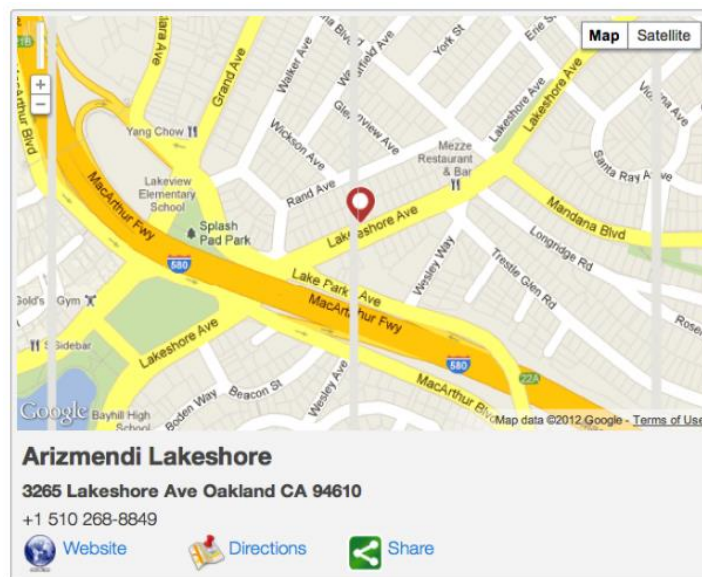 Map Satellite
21B
MacArthur Blvd
Grand Ave
Walker Ave
York St
Lakeshore Ave
Lakeshore Ave
Yang Chow
Wickson Ave
Mezze
Restaurant
& Bar
Rand Ave
Lakeview
Elementary
School
MacArthur Fwy
Splash
Pad Park
Lakeshore Ave
Santa Ray Ave
Mandana Blvd
Longridge Rd
Trestle Glen Rd
Wesley Way
580
Lake Park Ave
MacArthur Fwy
Gold's Gym
Sidebar
Lakeshore Ave
580
22A
MacArthur Blvd
Wesley Ave
Beacon St
Boden Way
Google
Bayhill High
School
Map data ©2012 Google - Terms of Use
Arizmendi Lakeshore
3265 Lakeshore Ave Oakland CA 94610
+1 510 268-8849
Website Directions Share